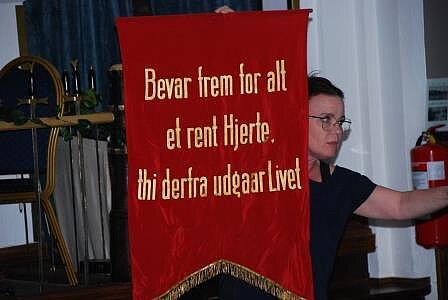 Bevar frem for alt
et rent Hjerte,
thi derfra udgaar Livet